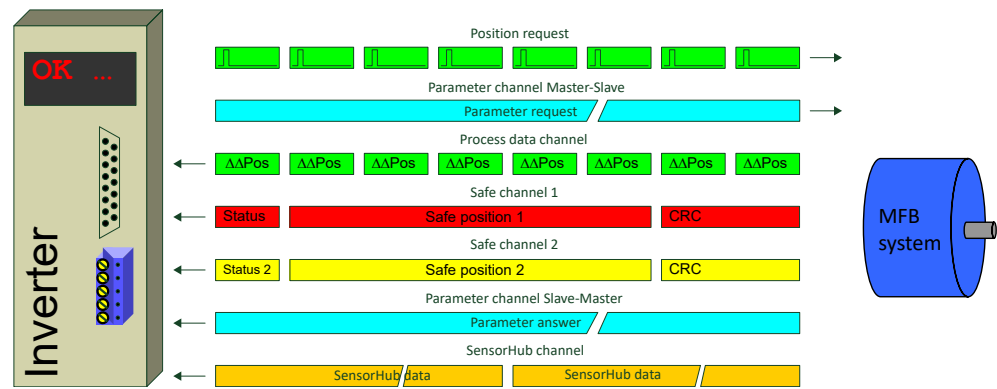 OK ...
Inverter
Position request
Parameter channel Master-Slave
Parameter request
Process data channel
ΔΔPos ΔΔPos ΔΔPos ΔΔPos ΔΔPos ΔΔPos ΔΔPos ΔΔPos
Safe channel 1
Status Safe position 1 CRC
Safe channel 2
Status 2 Safe position 2 CRC
Parameter channel Slave-Master
Parameter answer
SensorHub channel
SensorHub data SensorHub data
MFB
system